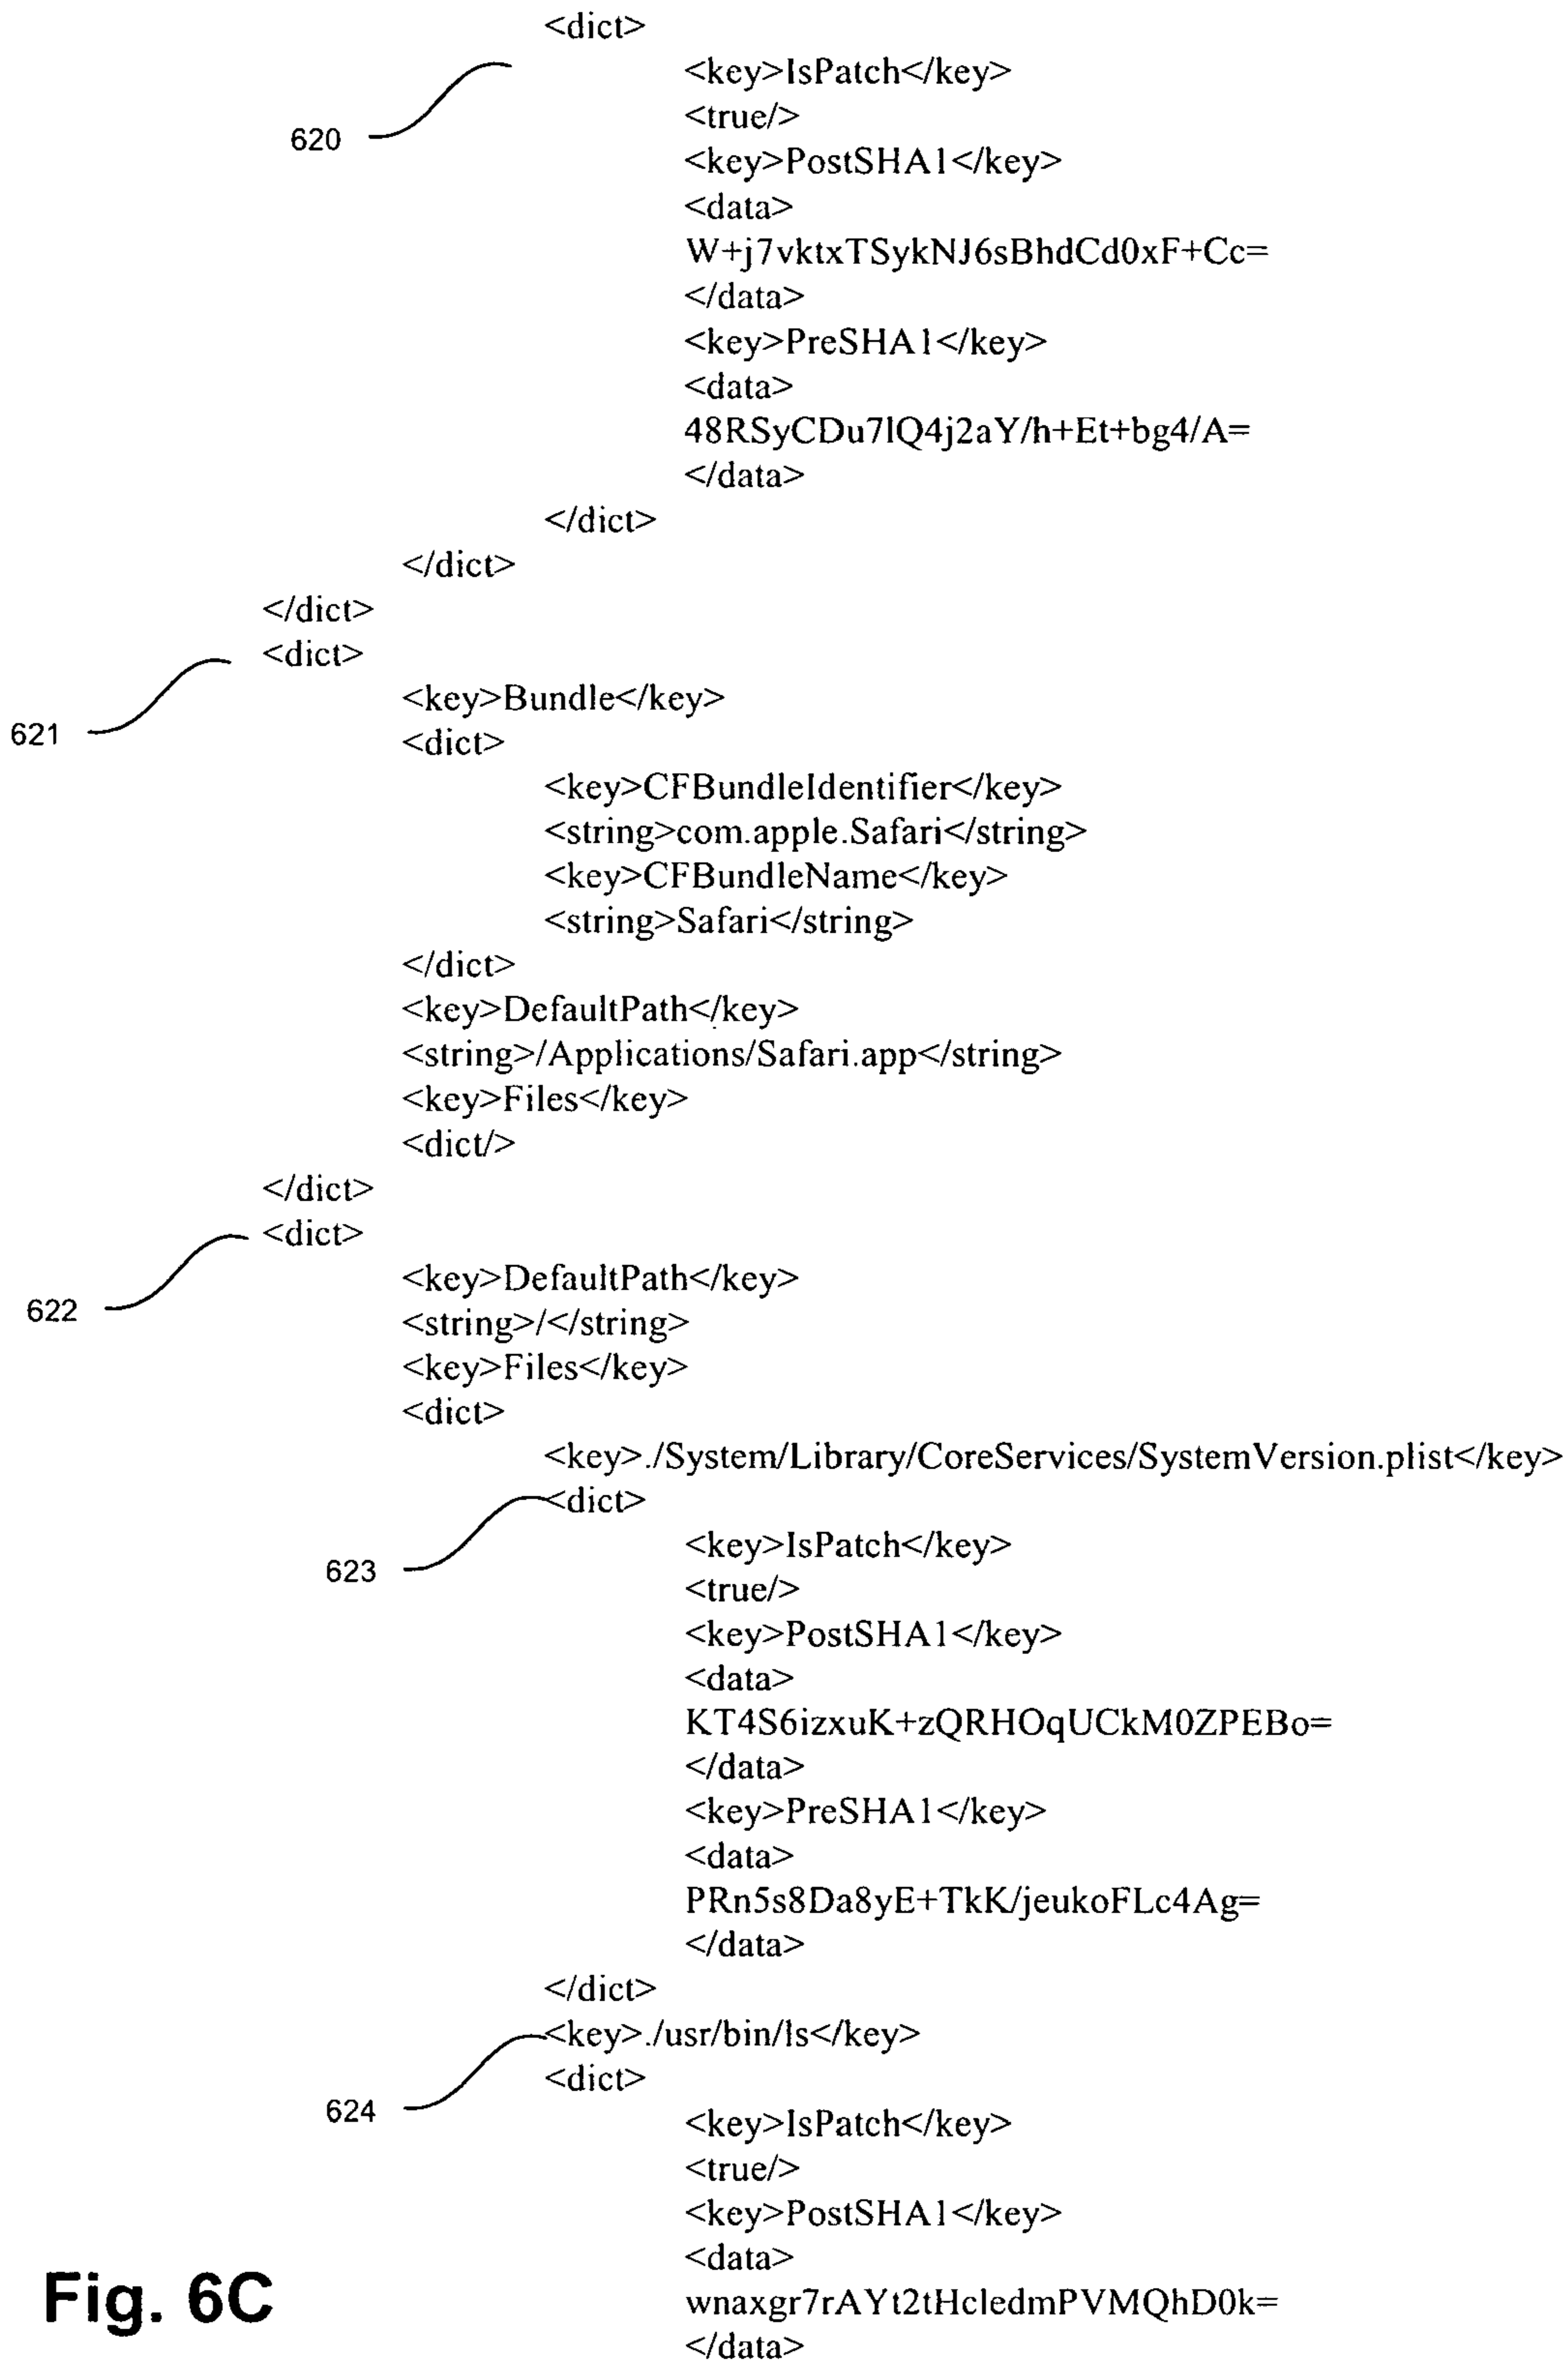 <dict>
<key>IsPatch</key>
620
<true/>
<key>PostSHA1</key>
<data>
W+j7vktxTSykNJ6sBhdCd0xF+Cc=
</data>
<key>PreSHA1</key>
<data>
48RSyCDu7lQ4j2aY/h+Et+bg4/A=
</data>
</dict>
</dict>
</dict>
<dict>
<key>Bundle</key>
621
<dict>
<key>CFBundleIdentifier</key>
<string>com.apple.Safari</string>
<key>CFBundleName</key>
<string>Safari</string>
</dict>
<key>DefaultPath</key>
<string>/Applications/Safari.app</string>
<key>Files</key>
<dict/>
</dict>
<dict>
<key>DefaultPath</key>
622
<string>/</string>
<key>Files</key>
<dict>
<key>./System/Library/CoreServices/SystemVersion.plist</key>
<dict>
<key>IsPatch</key>
623
<true/>
<key>PostSHA1</key>
<data>
KT4S6izxuK+zQRHOqUCkM0ZPEBo=
</data>
<key>PreSHA1</key>
<data>
PRn5s8Da8yE+TkK/jeukoFLc4Ag=
</data>
</dict>
<key>./usr/bin/ls</key>
<dict>
624
<key>IsPatch</key>
<true/>
<key>PostSHA1</key>
<data>
wnaxgr7rAYt2tHcledmPVMQhD0k=
</data>
Fig. 6C